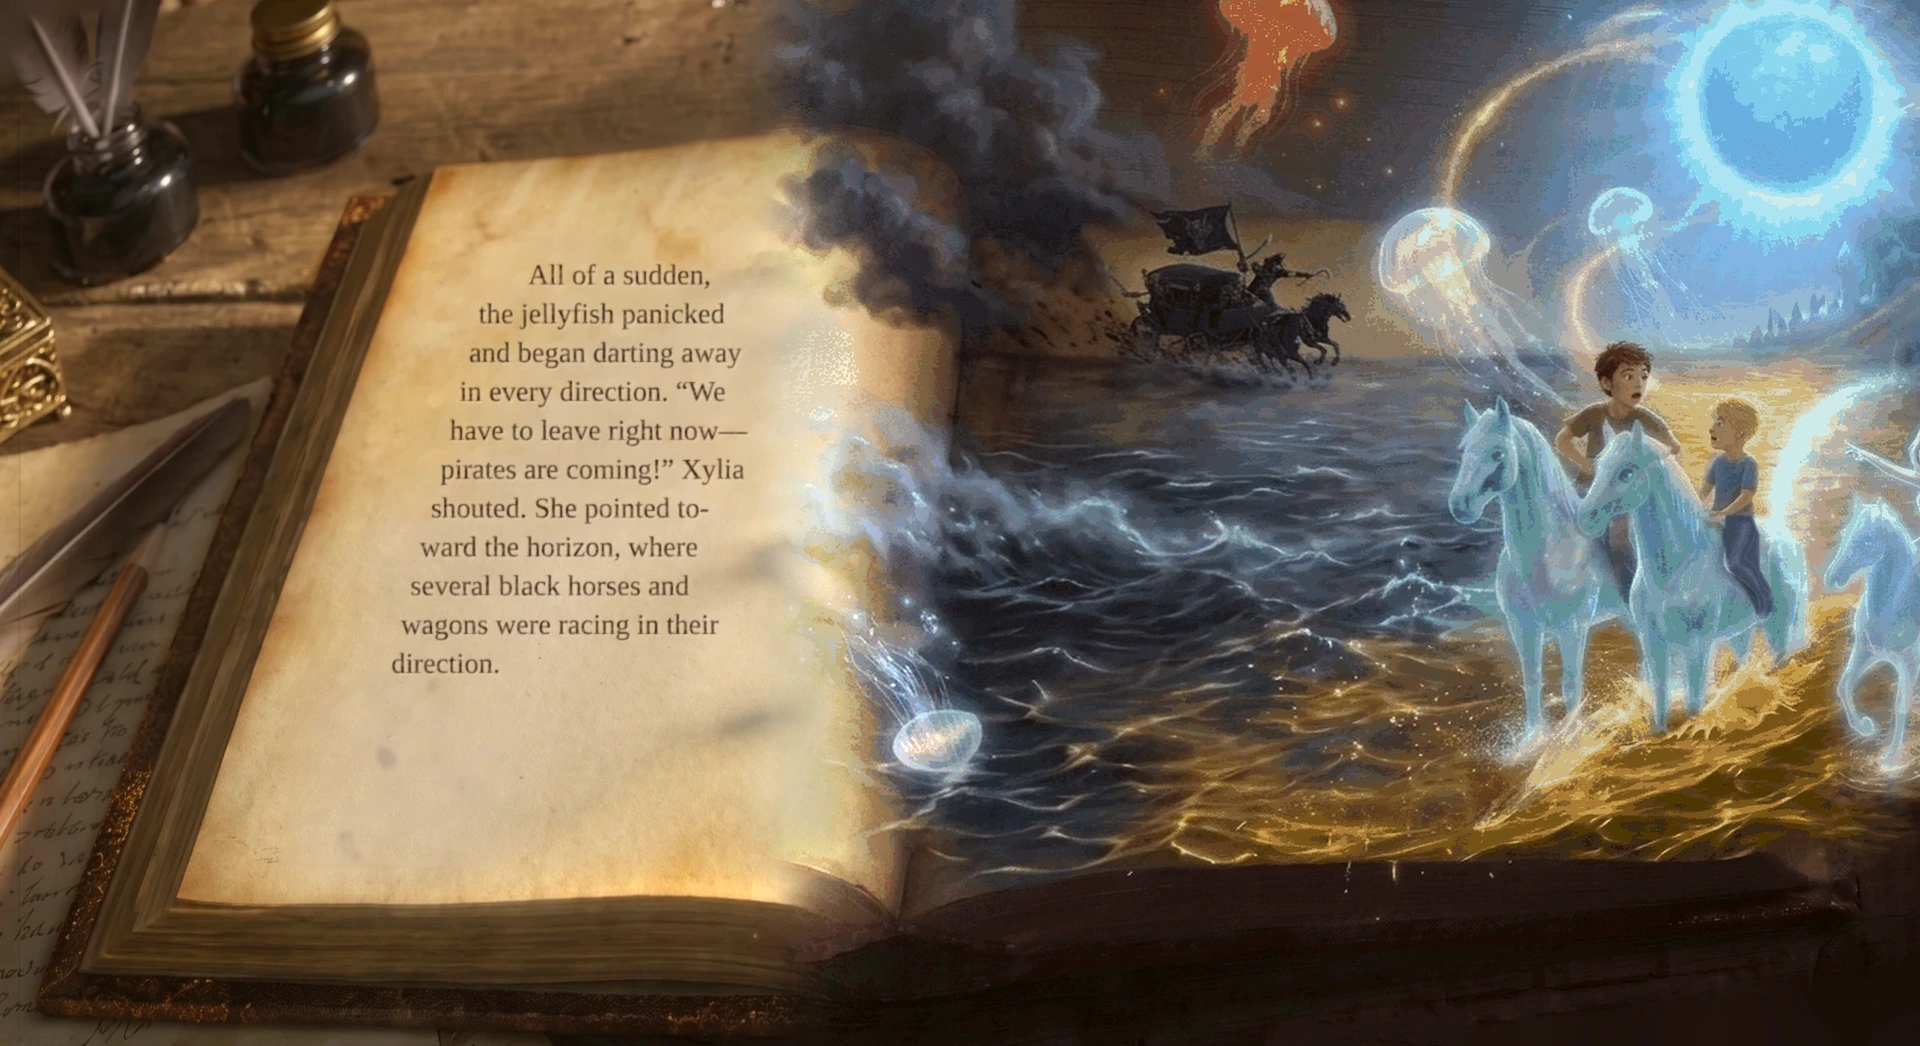 All of a sudden,
the jellyfish panicked
and began darting away
in every direction. “We
have to leave right now—
pirates are coming!” Xylia
shouted. She pointed to-
ward the horizon, where
several black horses and
wagons were racing in their
direction.